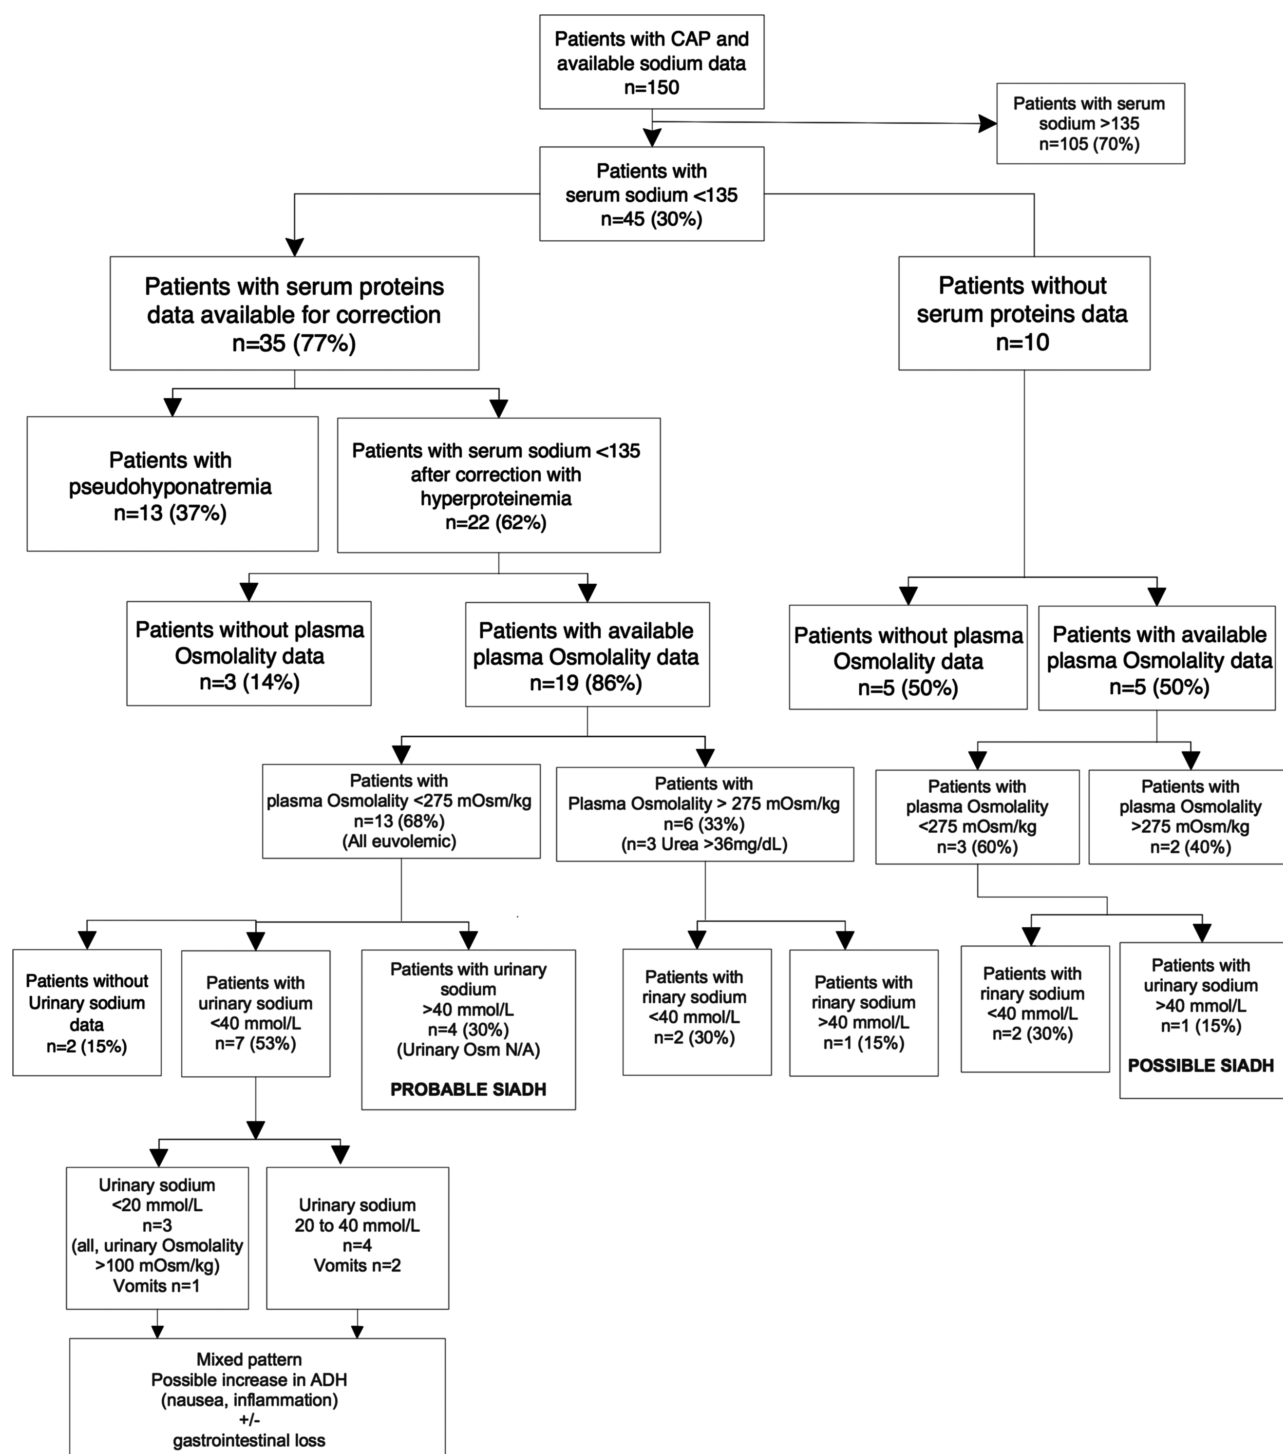 Patients with CAP and
available sodium data
n=150
Patients with serum
sodium >135
n=105 (70%)
Patients with
serum sodium <135
n=45 (30%)
Patients with serum proteins
data available for correction
n=35 (77%)
Patients without
serum proteins data
n=10
Patients with
pseudohyponatremia
n=13 (37%)
Patients with serum sodium <135
after correction with
hyperproteinemia
n=22 (62%)
Patients without plasma
Osmolality data
n=3 (14%)
Patients with available
plasma Osmolality data
n=19 (86%)
Patients without plasma
Osmolality data
n=5 (50%)
Patients with available
plasma Osmolality data
n=5 (50%)
Patients with
plasma Osmolality <275 mOsm/kg
n=13 (68%)
(All euvolemic)
Patients with
Plasma Osmolality > 275 mOsm/kg
n=6 (33%)
(n=3 Urea >36mg/dL)
Patients with
plasma Osmolality
<275 mOsm/kg
n=3 (60%)
Patients with
plasma Osmolality
>275 mOsm/kg
n=2 (40%)
Patients without
Urinary sodium
data
n=2 (15%)
Patients with
urinary sodium
<40 mmol/L
n=7 (53%)
Patients with urinary
sodium
>40 mmol/L
n=4 (30%)
(Urinary Osm N/A)
PROBABLE SIADH
Patients with
rinary sodium
<40 mmol/L
n=2 (30%)
Patients with
rinary sodium
>40 mmol/L
n=1 (15%)
Patients with
rinary sodium
<40 mmol/L
n=2 (30%)
Patients with
urinary sodium
>40 mmol/L
n=1 (15%)
POSSIBLE SIADH
Urinary sodium
<20 mmol/L
n=3
(all, urinary Osmolality
>100 mOsm/kg)
Vomits n=1
Urinary sodium
20 to 40 mmol/L
n=4
Vomits n=2
Mixed pattern
Possible increase in ADH
(nausea, inflammation)
+/-
gastrointestinal loss